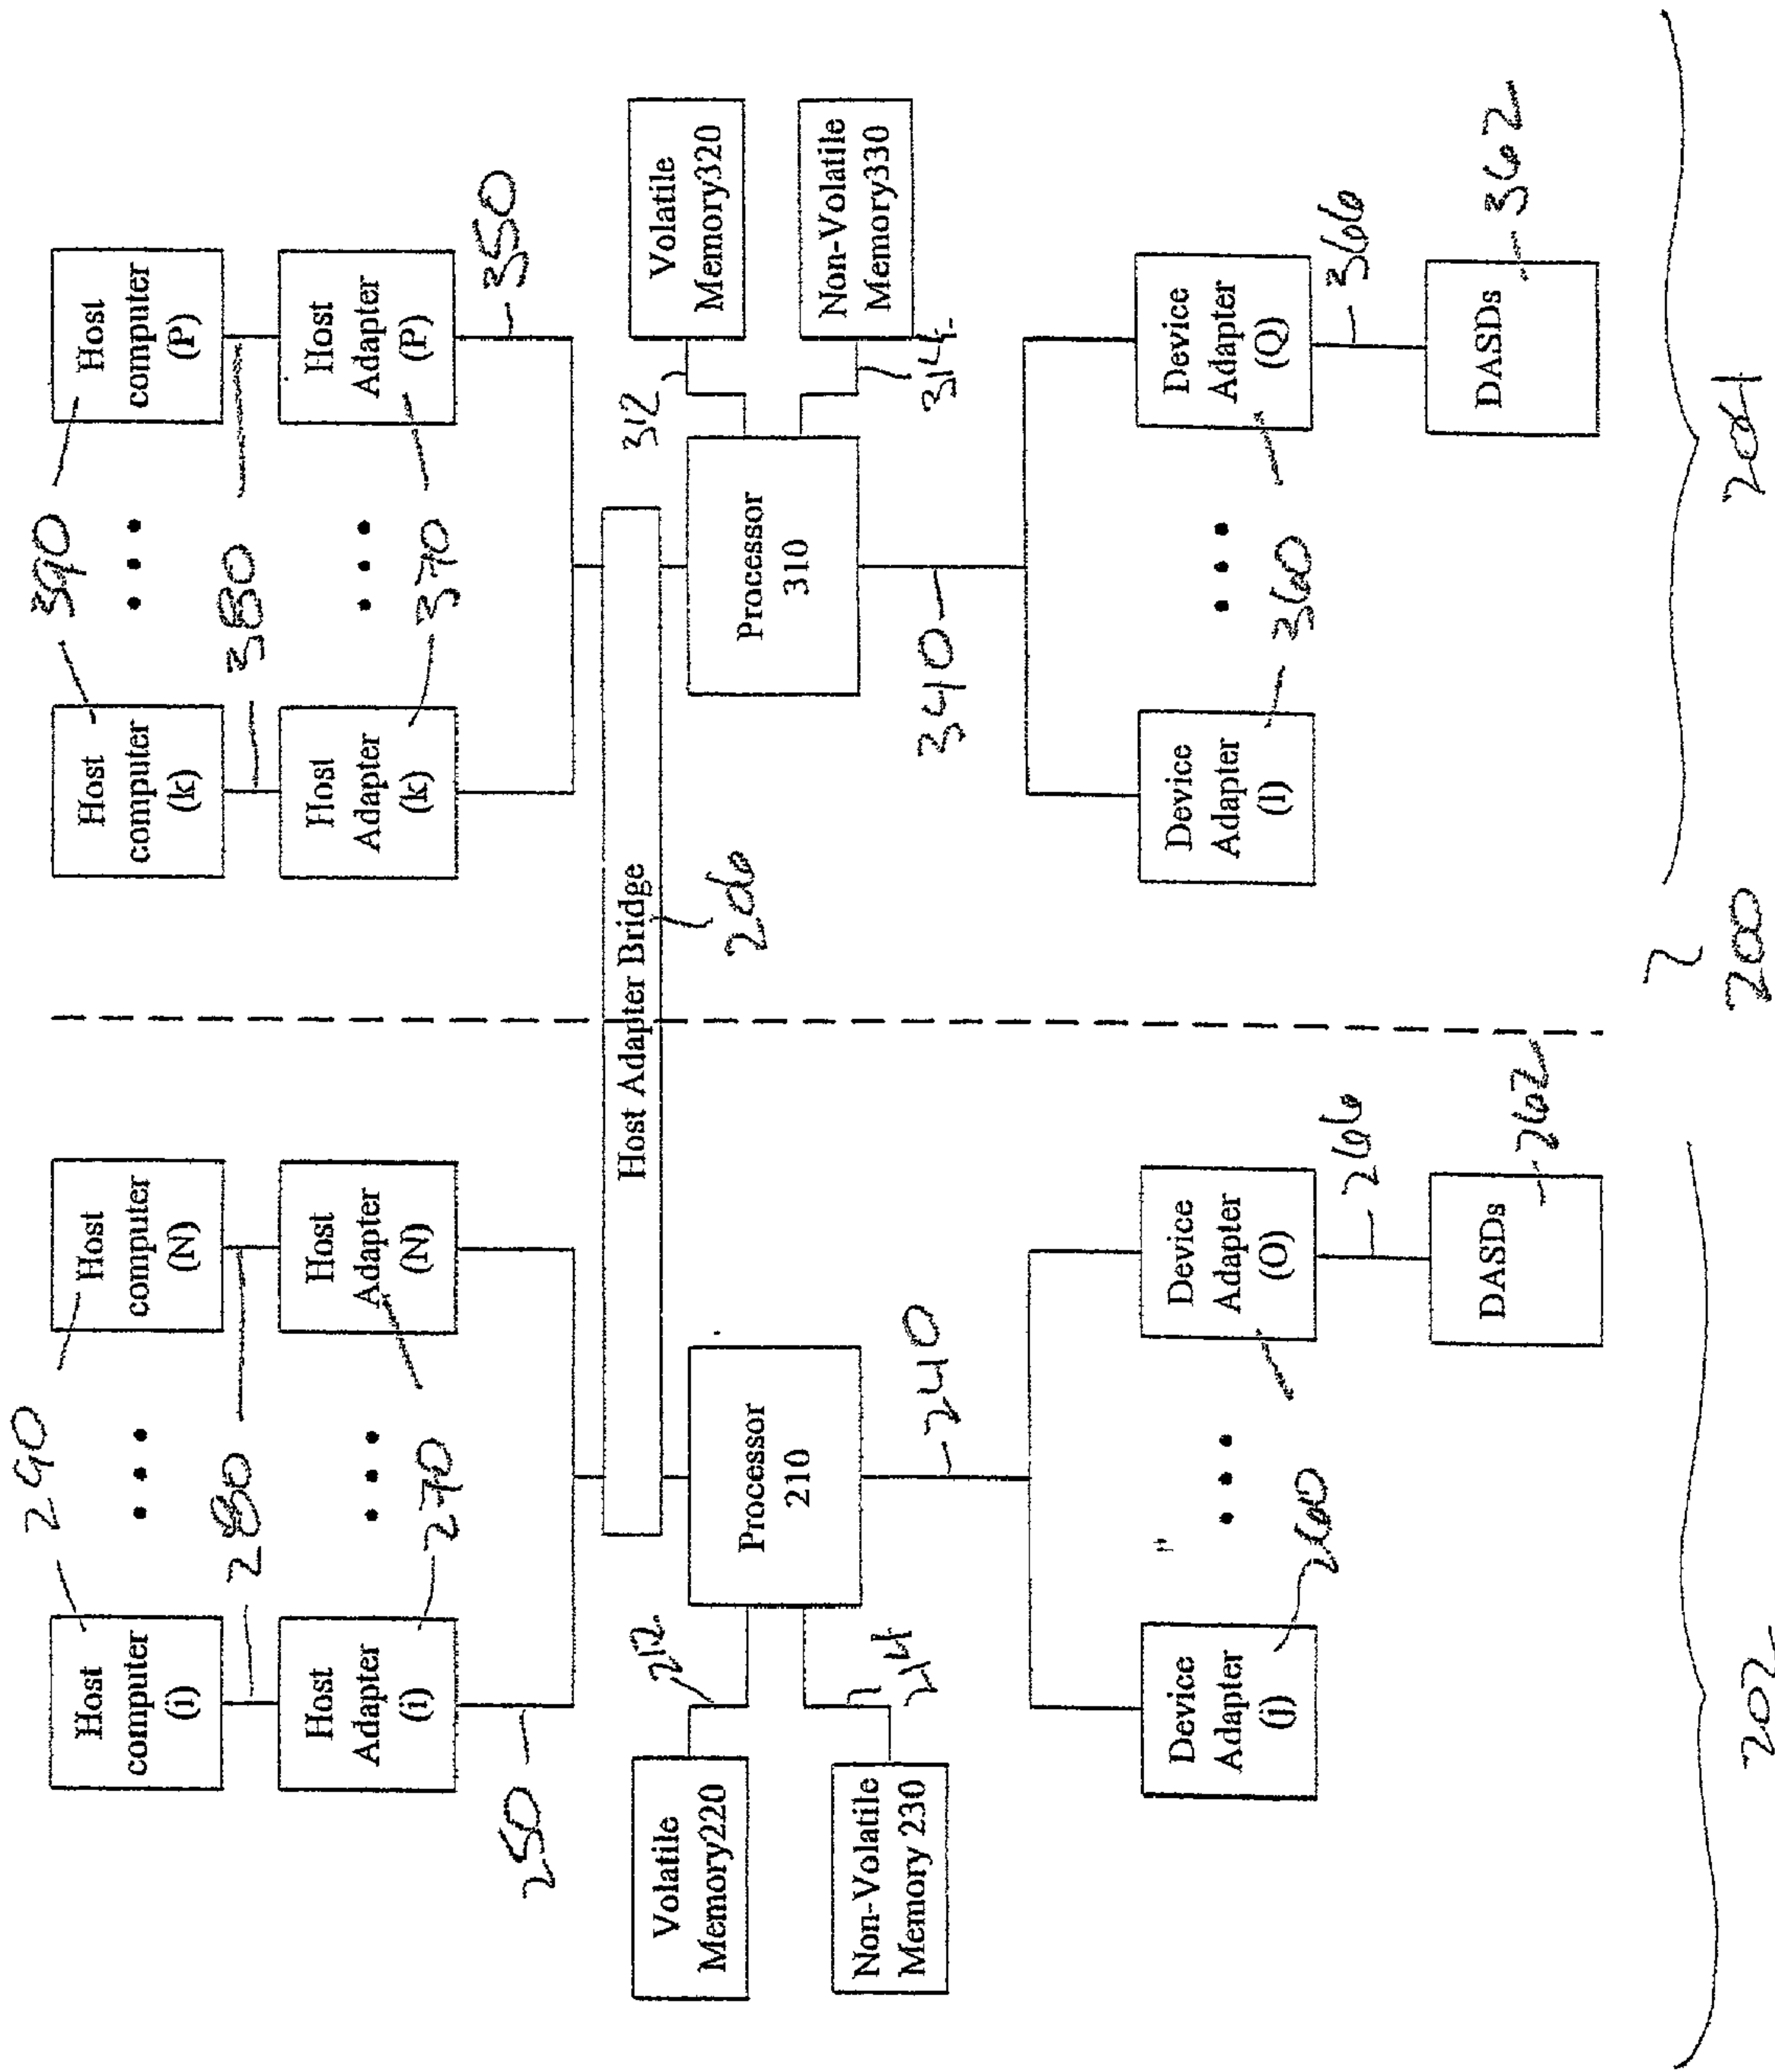 290
390
Host
computer
(i)
Host
computer
(N)
Host
computer
(k)
Host
computer
(P)
280
380
Host
Adapter
(i)
Host
Adapter
(N)
Host
Adapter
(k)
Host
Adapter
(P)
270
370
250
350
Host Adapter Bridge
206
Volatile
Memory220
212
Non-Volatile
Memory 230
214
Processor
210
Processor
310
312
Volatile
Memory320
314
Non-Volatile
Memory330
240
340
Device
Adapter
(j)
260
Device
Adapter
(O)
Device
Adapter
(l)
360
Device
Adapter
(Q)
266
366
DASDs
262
DASDs
362
202
200
204